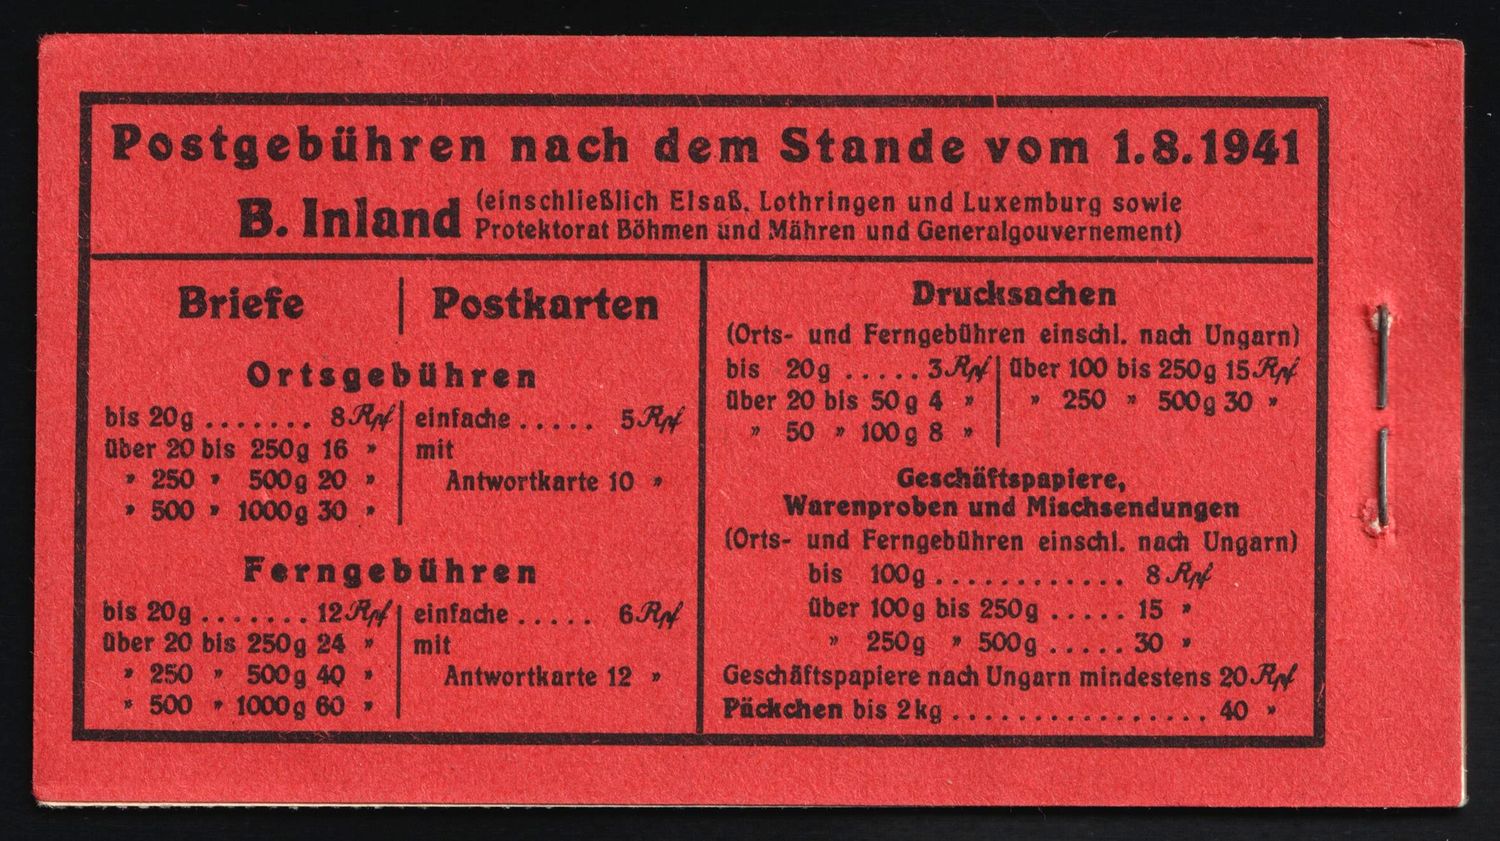 Postgebühren nach dem Stande vom 1.8.1941
B. Inland (einschließlich Elsaß, Lothringen und Luxemburg sowie
Protektorat Böhmen und Mähren und Generalgouvernement)
Briefe | Postkarten
Ortsgebühren
bis 20g ....... 8 Rpf
über 20 bis 250g 16 "
" 250 " 500g 20 "
" 500 " 1000g 30 "
einfache ..... 5 Rpf
mit
Antwortkarte 10 "
Ferngebühren
bis 20g ....... 12 Rpf
über 20 bis 250g 24 "
" 250 " 500g 40 "
" 500 " 1000g 60 "
einfache ..... 6 Rpf
mit
Antwortkarte 12 "
Drucksachen
(Orts- und Ferngebühren einschl. nach Ungarn)
bis 20g ..... 3 Rpf
über 20 bis 50g 4 "
" 50 " 100g 8 "
über 100 bis 250g 15 Rpf
" 250 " 500g 30 "
Geschäftspapiere,
Warenproben und Mischsendungen
(Orts- und Ferngebühren einschl. nach Ungarn)
bis 100g ............ 8 Rpf
über 100g bis 250g ..... 15 "
" 250g " 500g ..... 30 "
Geschäftspapiere nach Ungarn mindestens 20 Rpf
Päckchen bis 2kg ................. 40 "